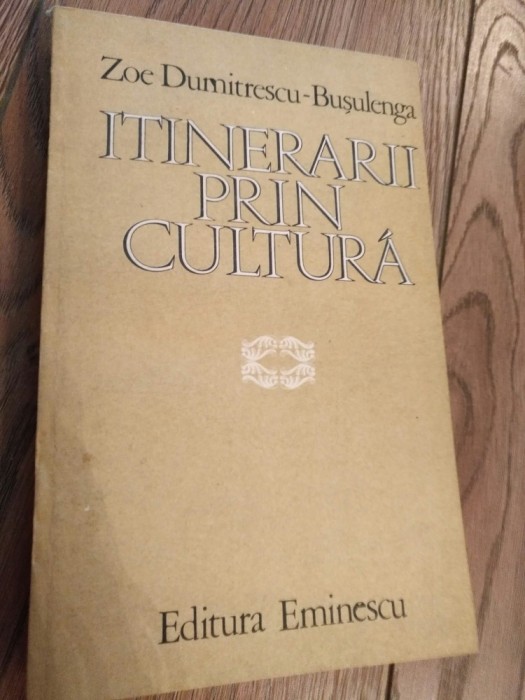 Zoe Dumitrescu-Bușulenga
ITINERARII
PRIN
CULTURĂ
Editura Eminescu